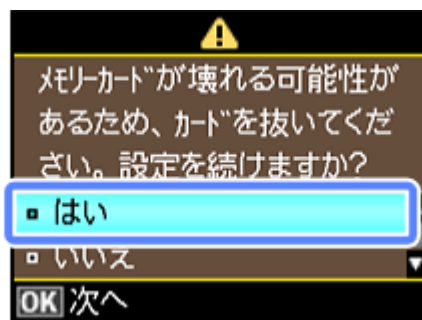 メモリーカードが壊れる可能性が
あるため、カードを抜いてくだ
さい。設定を続けますか?
はい
いいえ
OK 次へ